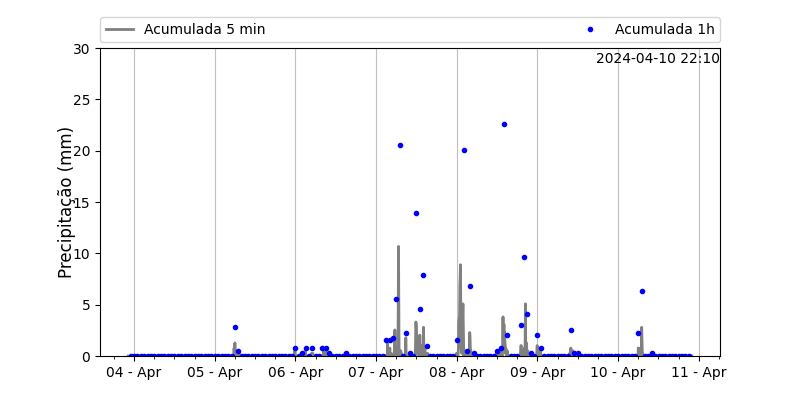 Acumulada 5 min Acumulada 1h
2024-04-10 22:10
Precipitação (mm)
30
25
20
15
10
5
0
04 - Apr 05 - Apr 06 - Apr 07 - Apr 08 - Apr 09 - Apr 10 - Apr 11 - Apr